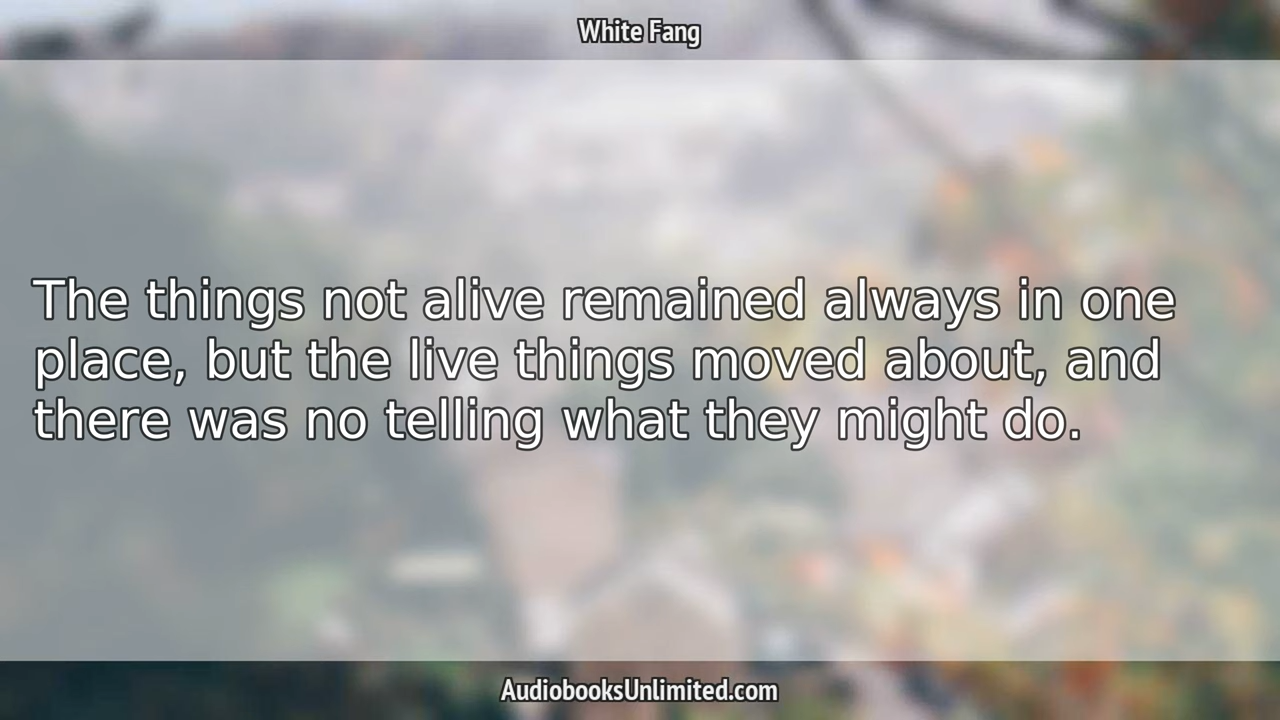 White Fang
The things not alive remained always in one
place, but the live things moved about, and
there was no telling what they might do.
AudiobooksUnlimited.com